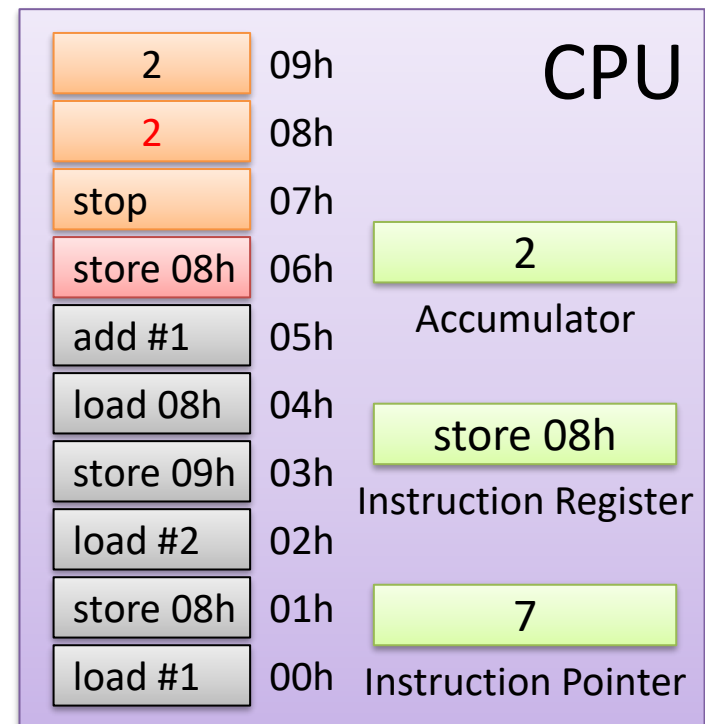 CPU
2 09h
2 08h
stop 07h
store 08h 06h
add #1 05h
load 08h 04h
store 09h 03h
load #2 02h
store 08h 01h
load #1 00h
2
Accumulator
store 08h
Instruction Register
7
Instruction Pointer